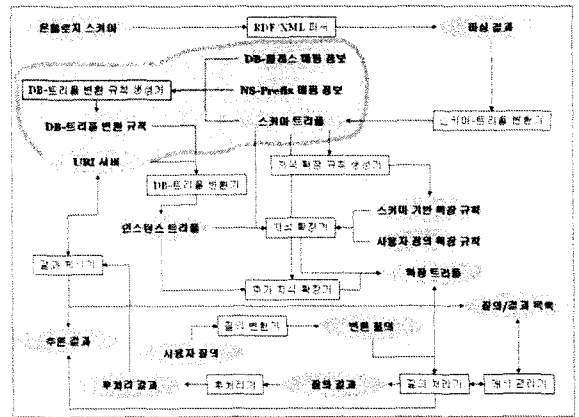 온톨로지 스키마
RDF/XML 파서
파싱 결과
DB-클래스 매핑 정보
DB-트리플 변환 규칙 생성기
NS-Prefix 매핑 정보
DB-트리플 변환 규칙
스키마 트리플
스키마-트리플 변환기
URI 서버
지식 확장 규칙 생성기
DB-트리플 변환기
스키마 기반 확장 규칙
인스턴스 트리플
지식 확장기
사용자 정의 확장 규칙
확장 트리플
추가 지식 확장기
질의/결과 목록
추론 결과
질의 변환기
변환 질의
사용자 질의
후처리 결과
후처리기
질의 결과
질의 처리기
캐시 관리기